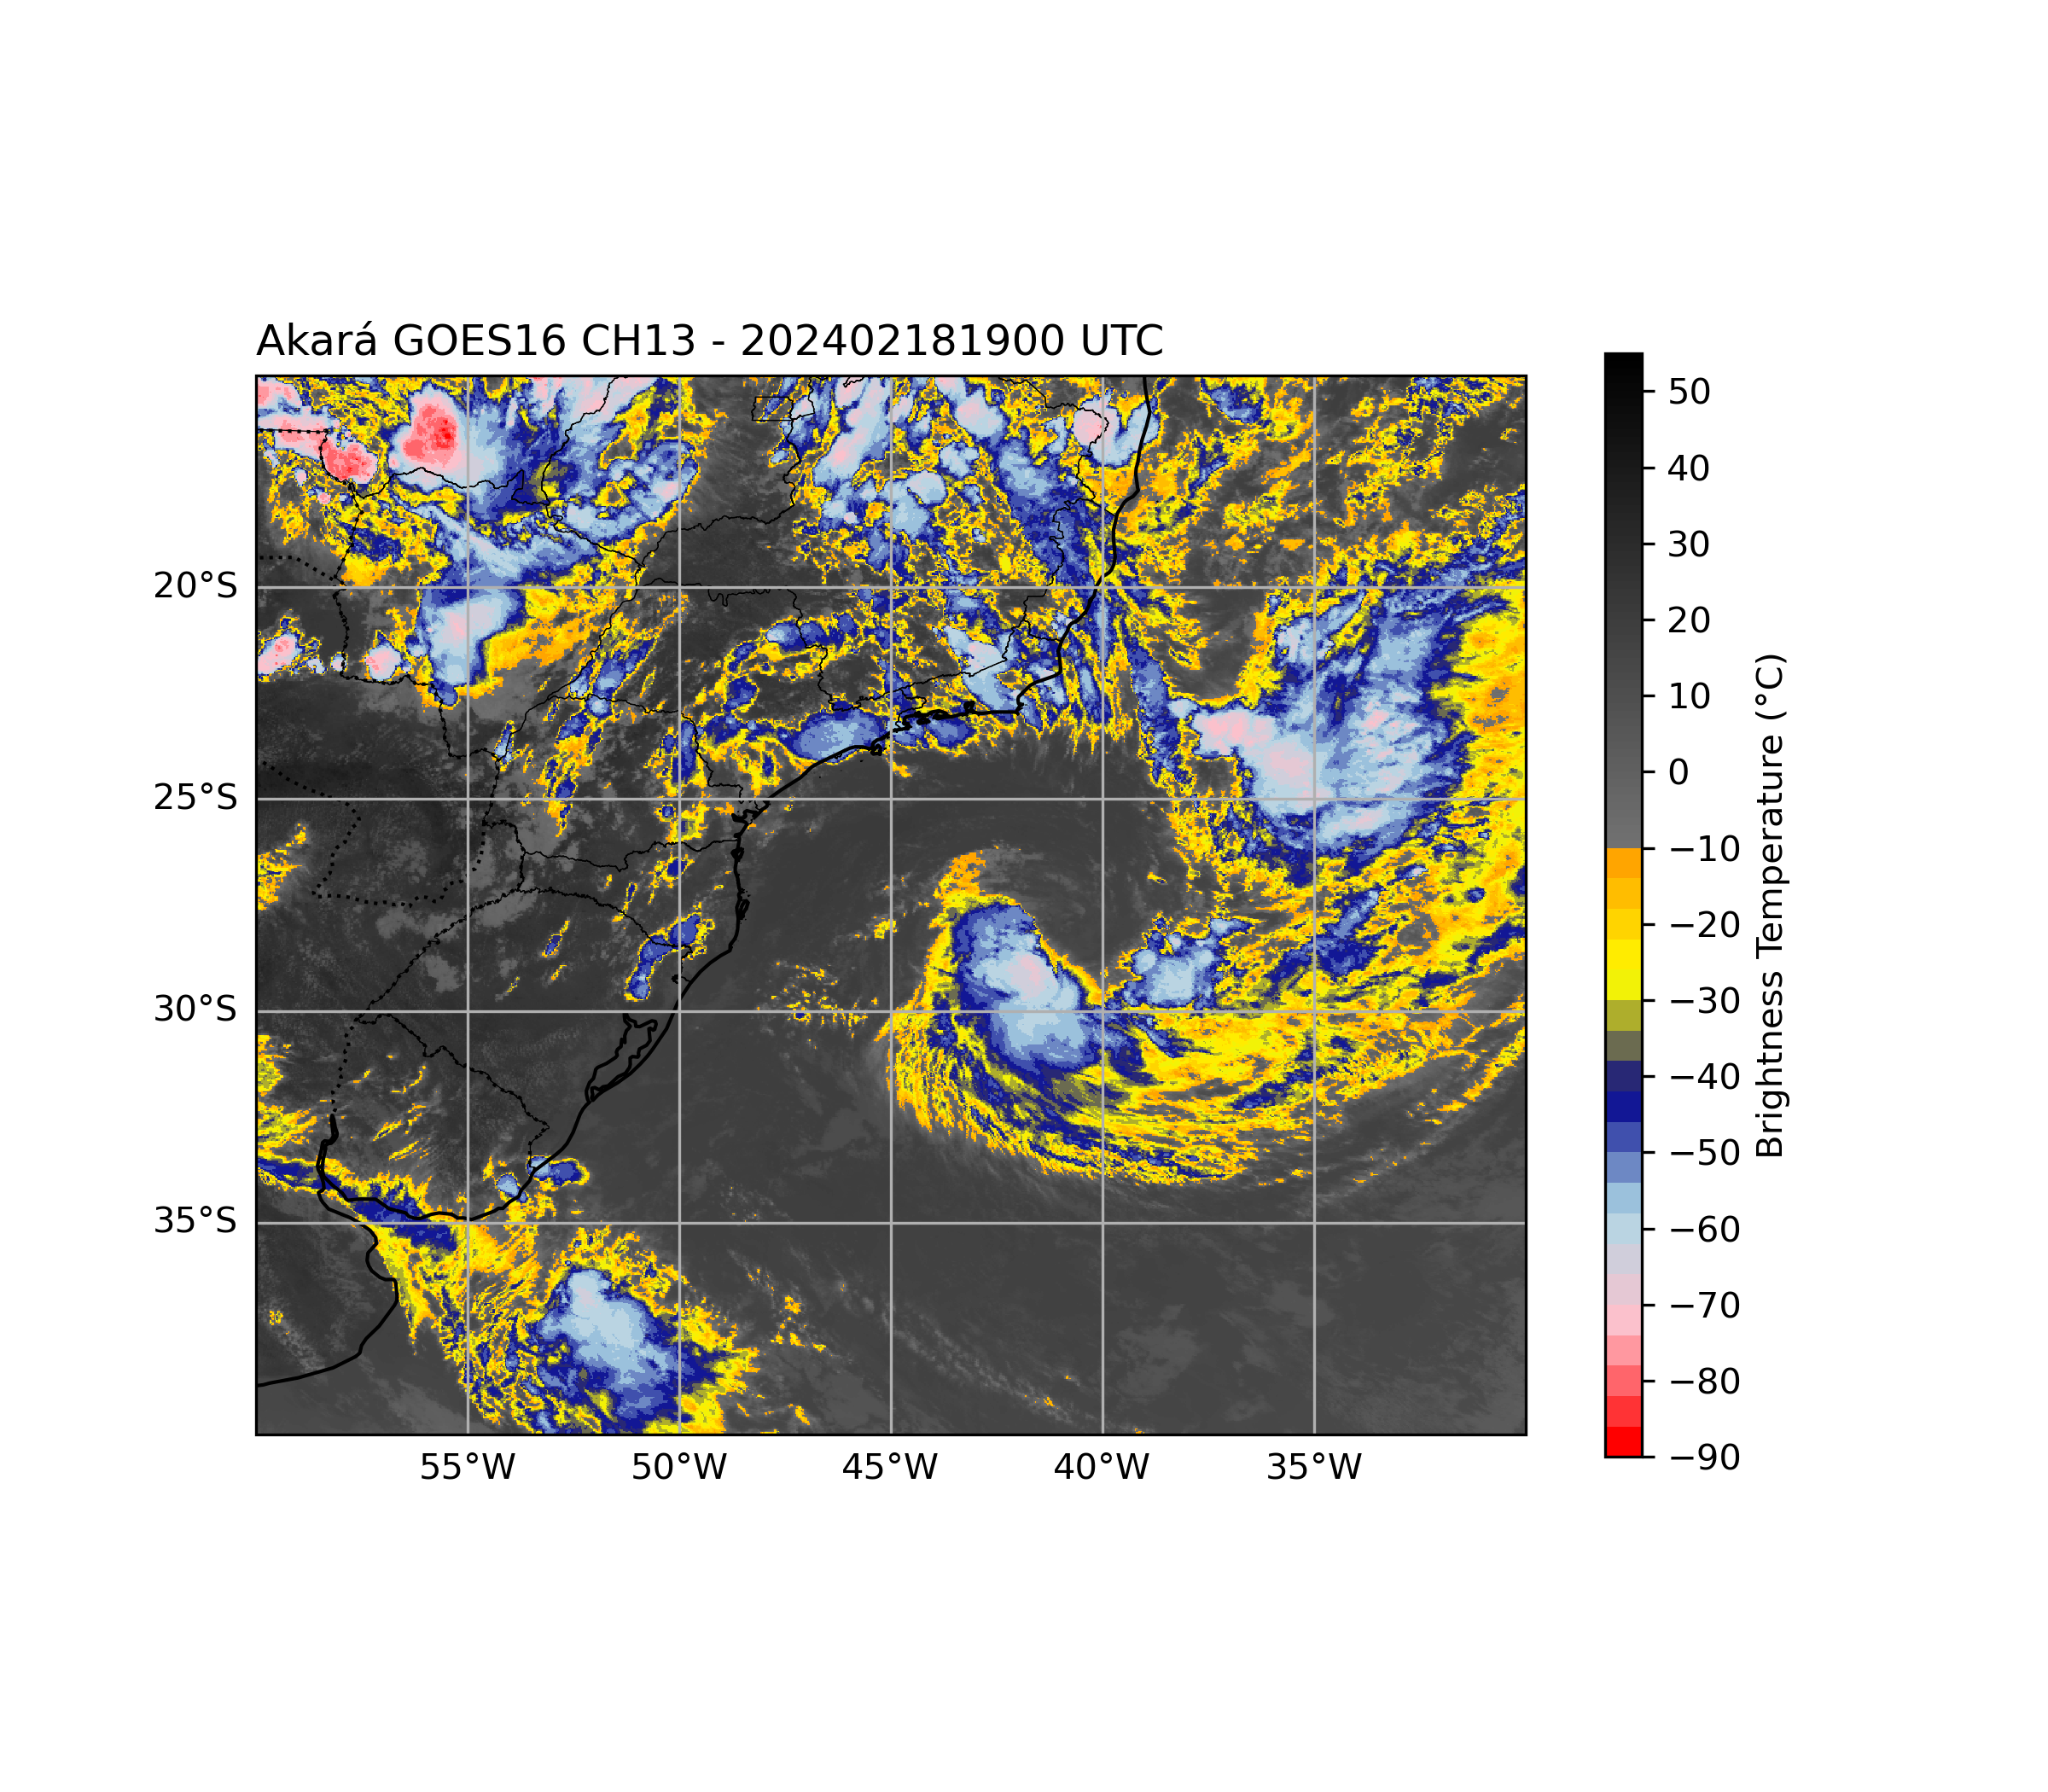 Akará GOES16 CH13 - 202402181900 UTC
20°S
25°S
30°S
35°S
55°W 50°W 45°W 40°W 35°W
50
40
30
20
10
0
−10
−20
−30
−40
−50
−60
−70
−80
−90
Brightness Temperature (°C)